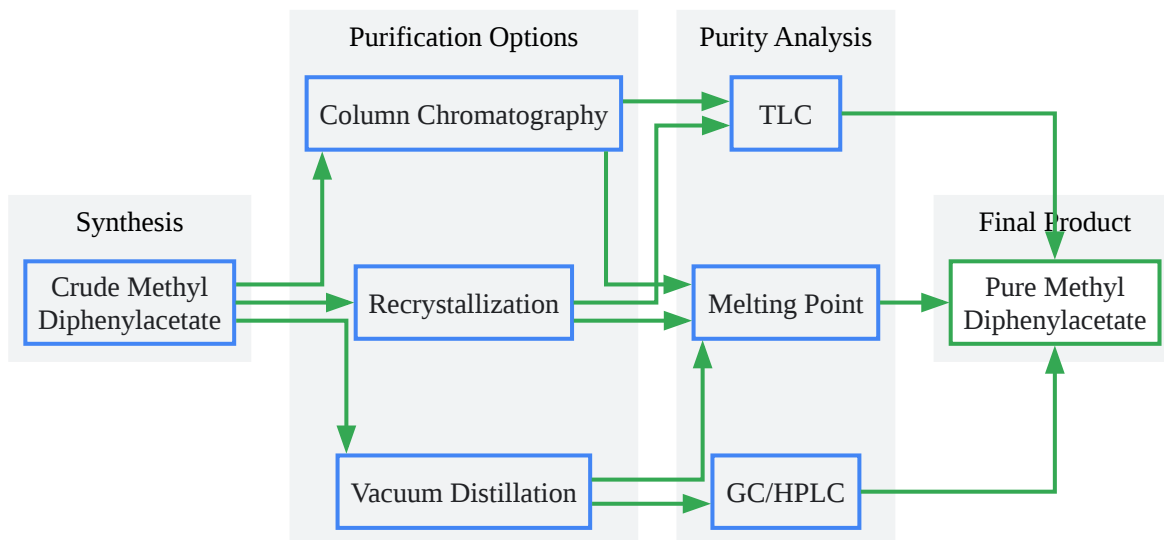 Purification Options
Purity Analysis
Column Chromatography
TLC
Synthesis
Final Product
Crude Methyl
Diphenylacetate
Recrystallization
Melting Point
Pure Methyl
Diphenylacetate
Vacuum Distillation
GC/HPLC